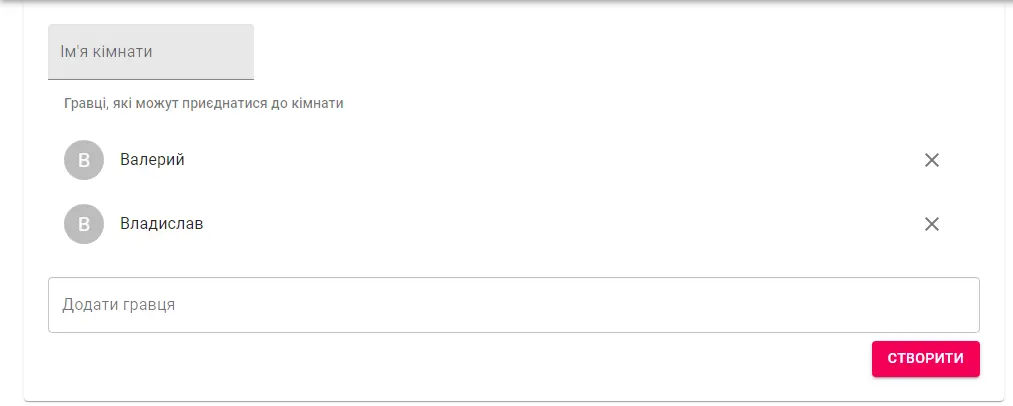 Ім'я кімнати
Гравці, які можут приєднатися до кімнати
В Валерий
В Владислав
Додати гравця
СТВОРИТИ